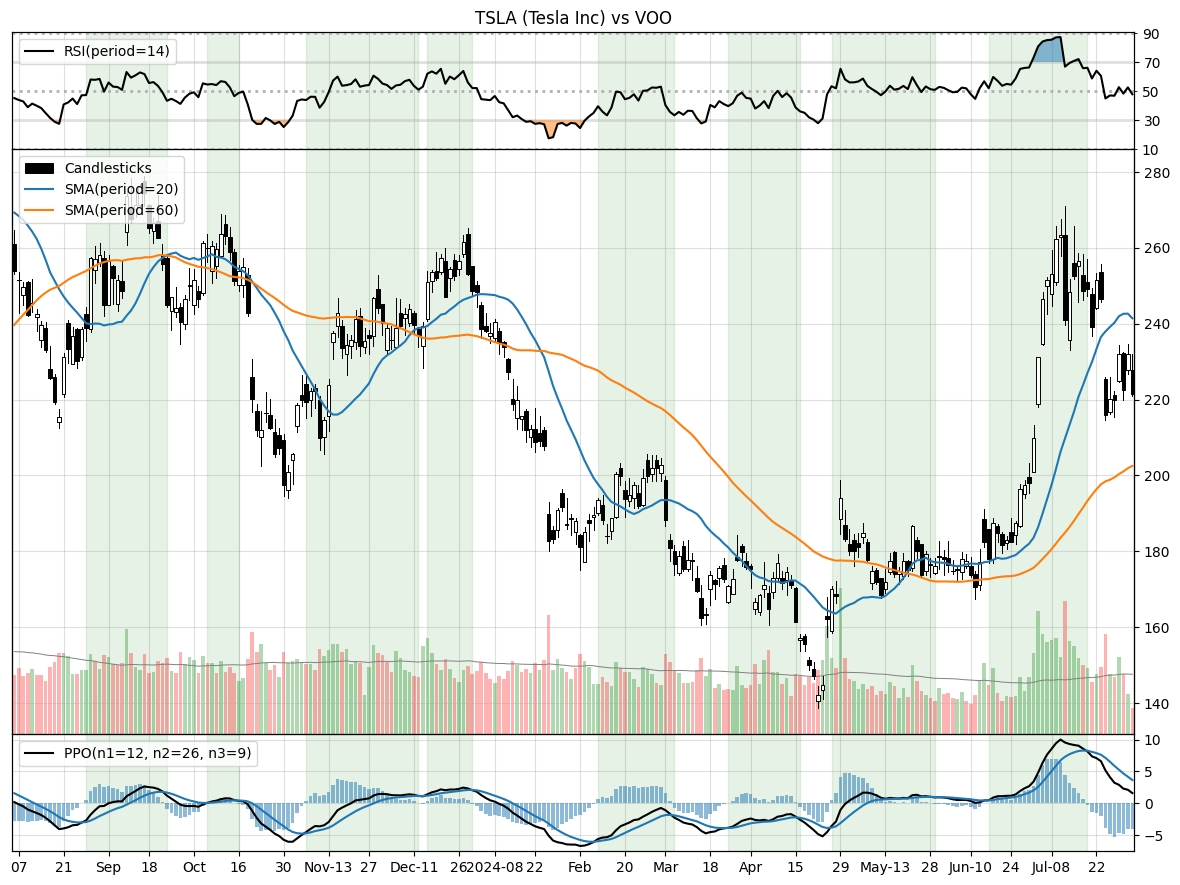 TSLA (Tesla Inc) vs VOO
RSI(period=14)
90
70
50
30
10
Candlesticks
SMA(period=20)
SMA(period=60)
280
260
240
220
200
180
160
140
PPO(n1=12, n2=26, n3=9)
10
5
0
−5
07 21 Sep 18 Oct 16 30 Nov-13 27 Dec-11 26 2024-08 22 Feb 20 Mar 18 Apr 15 29 May-13 28 Jun-10 24 Jul-08 22